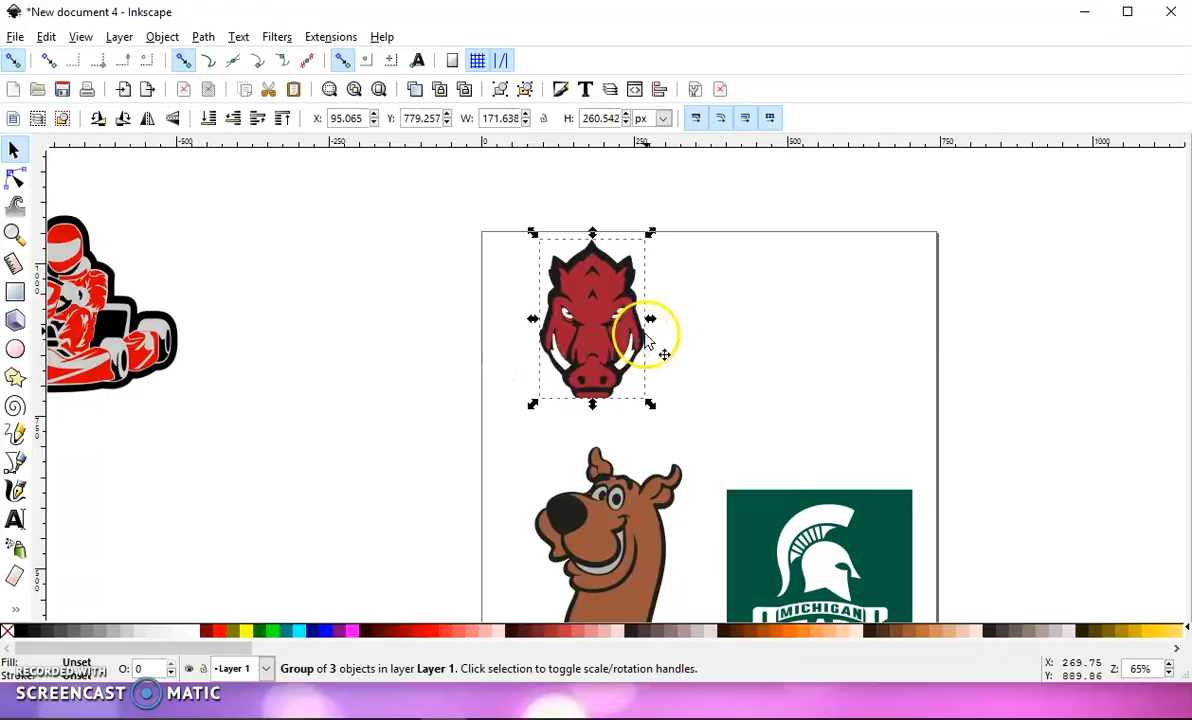 *New document 4 - Inkscape
File Edit View Layer Object Path Text Filters Extensions Help
X: 95.065 Y: 779.257 W: 171.638 H: 260.542 px
-500 -250 0 250 500 750 1000
1000
750
500
MICHIGAN
Fill: Unset O: 0 Layer 1 Group of 3 objects in layer Layer 1. Click selection to toggle scale/rotation handles. X: 269.75 Z: 65%
Y: 889.86
RECORDED WITH
SCREENCAST MATIC